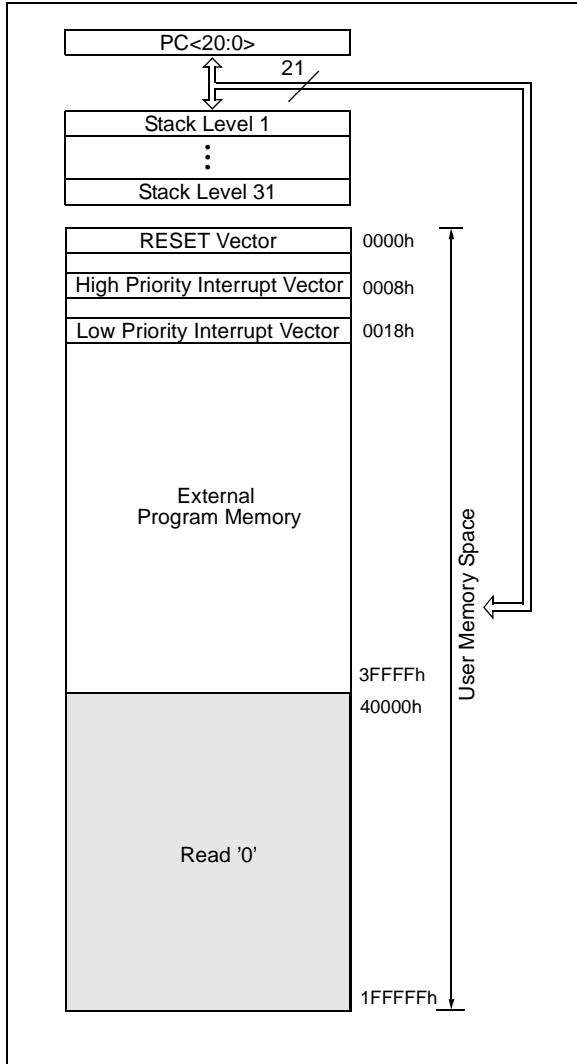 PC<20:0>
21
Stack Level 1
Stack Level 31
RESET Vector
0000h
High Priority Interrupt Vector
0008h
Low Priority Interrupt Vector
0018h
External
Program Memory
User Memory Space
3FFFFh
40000h
Read '0'
1FFFFFh